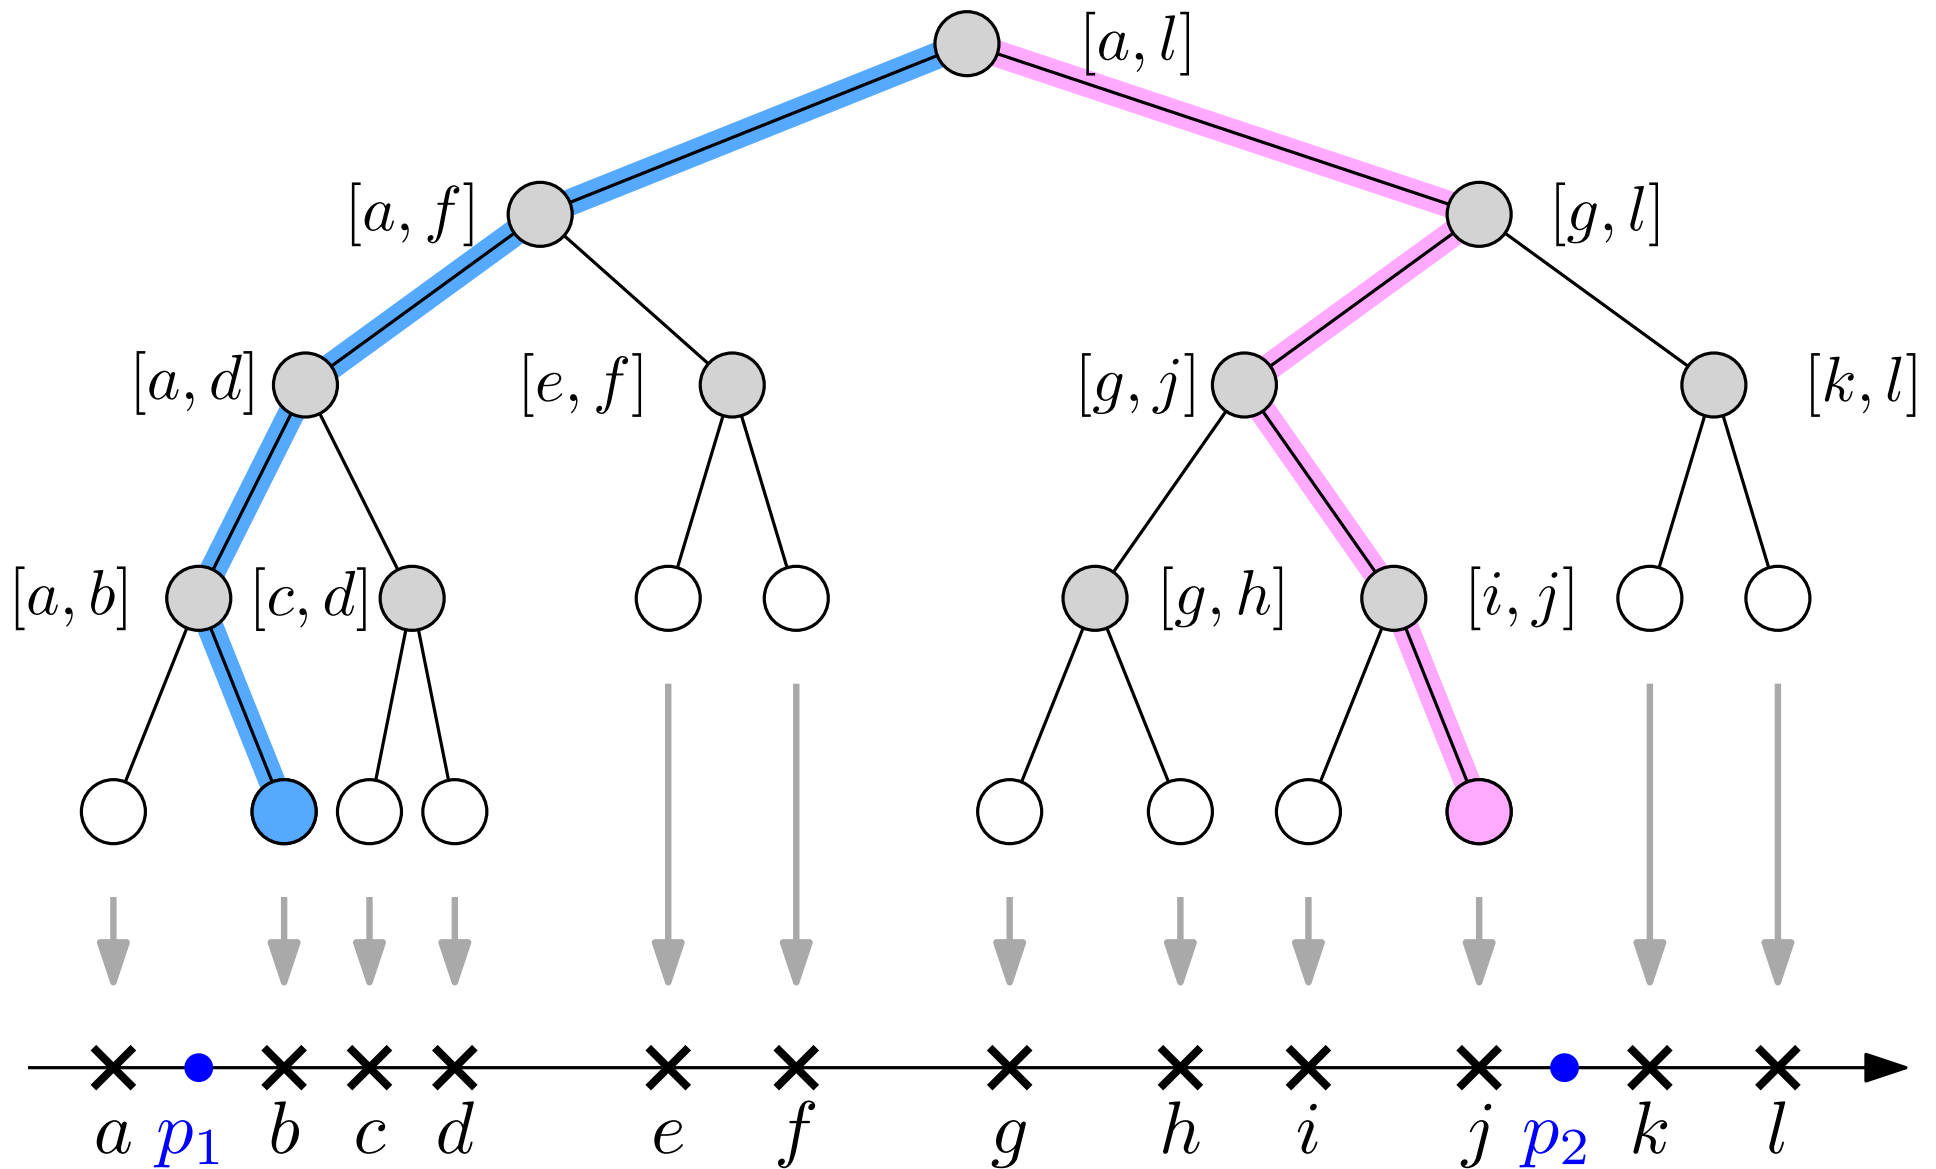 [a, l]
[a, f] [g, l]
[a, d] [e, f] [g, j] [k, l]
[a, b] [c, d] [g, h] [i, j]
a p₁ b c d e f g h i j p₂ k l